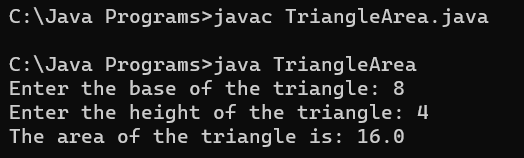 C:\Java Programs>javac TriangleArea.java
C:\Java Programs>java TriangleArea
Enter the base of the triangle: 8
Enter the height of the triangle: 4
The area of the triangle is: 16.0